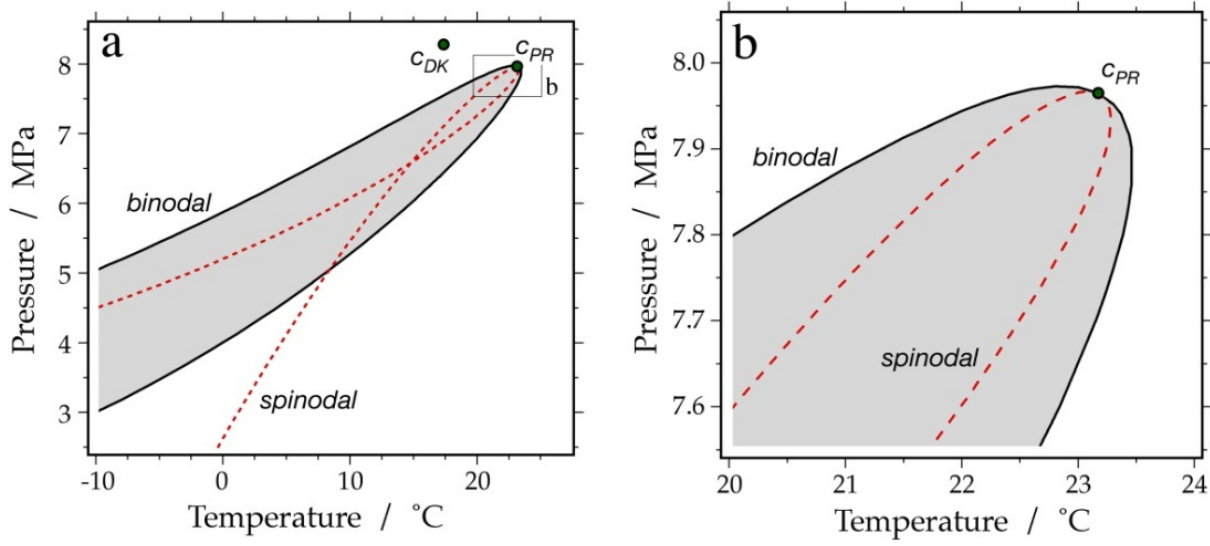 a
Pressure / MPa
8
7
6
5
4
3
c_DK
c_PR
b
binodal
spinodal
-10
0
10
20
Temperature / °C
b
Pressure / MPa
8.0
7.9
7.8
7.7
7.6
c_PR
binodal
spinodal
20
21
22
23
24
Temperature / °C